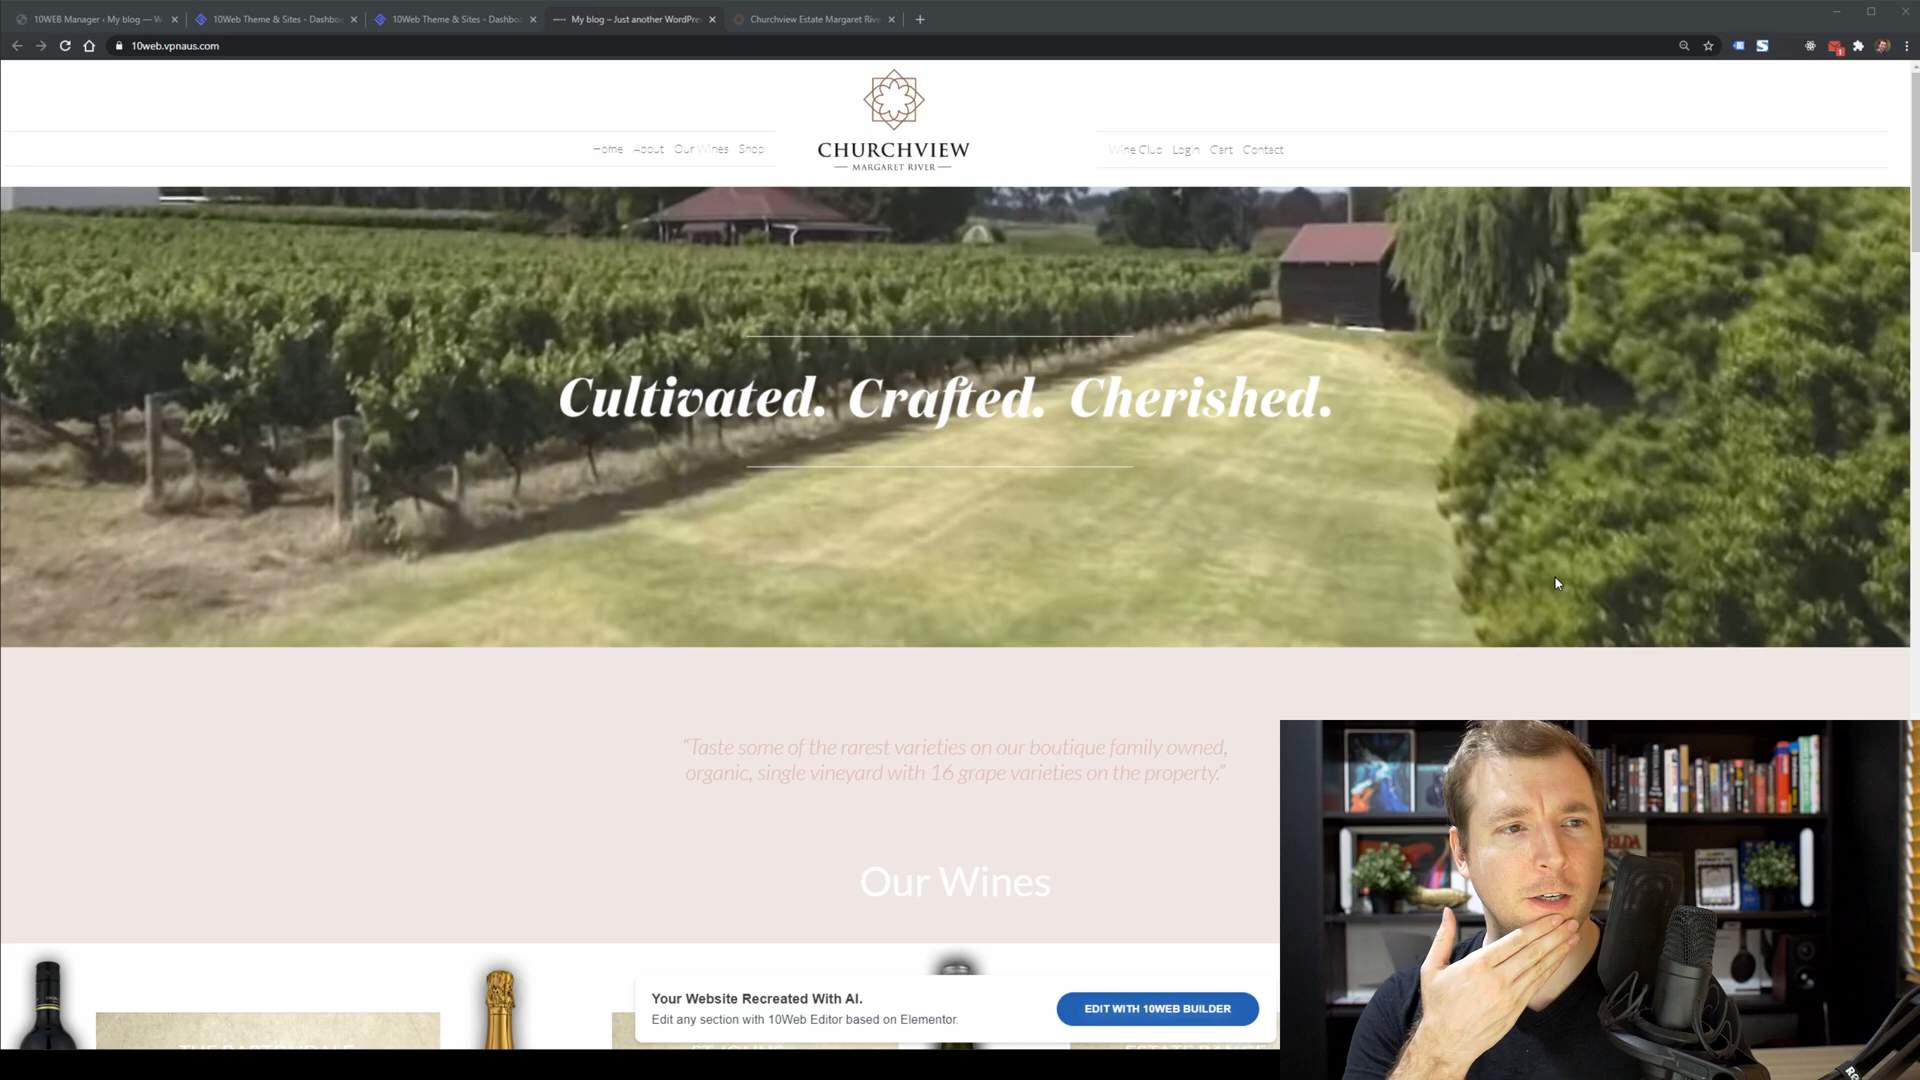 10WEB Manager ‹ My blog — W
10Web Theme & Sites - Dashbo
10Web Theme & Sites - Dashbo
My blog – Just another WordPre
Churchview Estate Margaret Riv
10web.vpnaus.com
Home About Our Wines Shop
CHURCHVIEW
MARGARET RIVER
Wine Club Login Cart Contact
Cultivated. Crafted. Cherished.
“Taste some of the rarest varieties on our boutique family owned,
organic, single vineyard with 16 grape varieties on the property.”
Our Wines
Your Website Recreated With AI.
Edit any section with 10Web Editor based on Elementor.
EDIT WITH 10WEB BUILDER